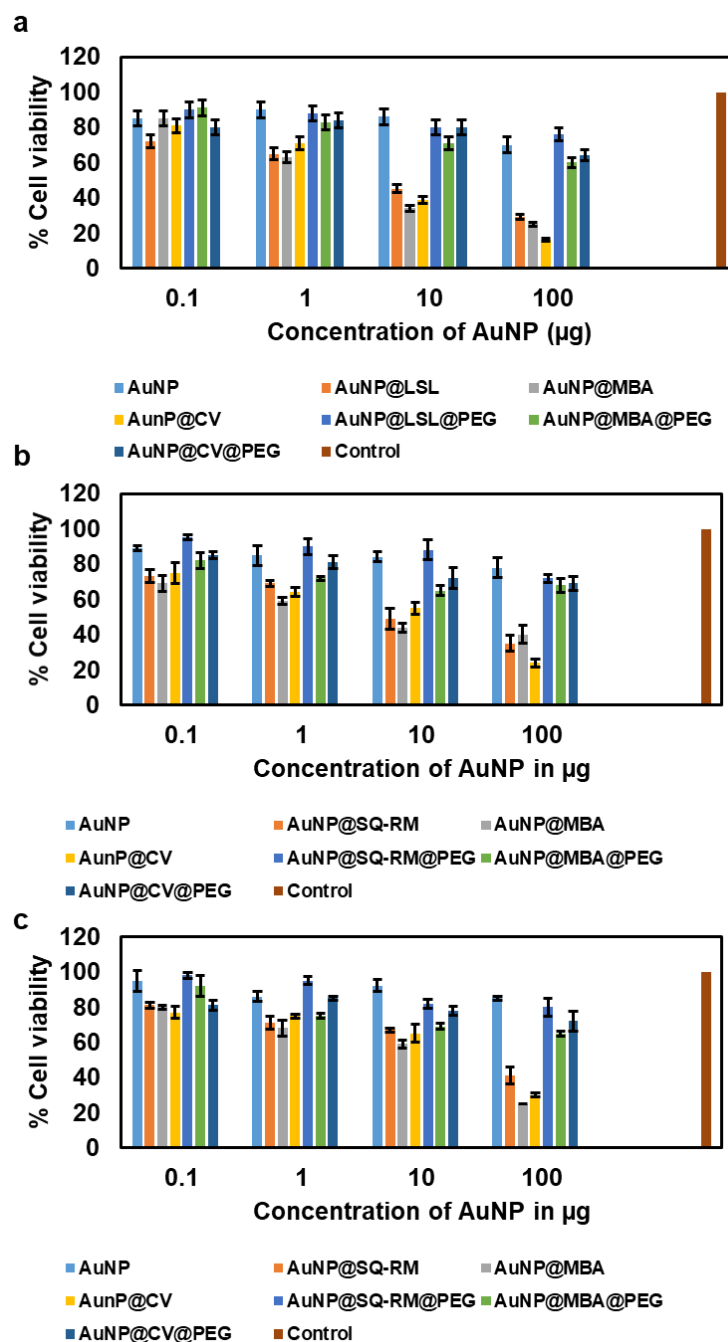 a
120
100
80
60
40
20
0
% Cell viability
0.1 1 10 100
Concentration of AuNP (µg)
AuNP AuNP@LSL AuNP@MBA
AunP@CV AuNP@LSL@PEG AuNP@MBA@PEG
AuNP@CV@PEG Control
b
120
100
80
60
40
20
0
% Cell viability
0.1 1 10 100
Concentration of AuNP in µg
AuNP AuNP@SQ-RM AuNP@MBA
AunP@CV AuNP@SQ-RM@PEG AuNP@MBA@PEG
AuNP@CV@PEG Control
c
120
100
80
60
40
20
0
% Cell viability
0.1 1 10 100
Concentration of AuNP in µg
AuNP AuNP@SQ-RM AuNP@MBA
AunP@CV AuNP@SQ-RM@PEG AuNP@MBA@PEG
AuNP@CV@PEG Control